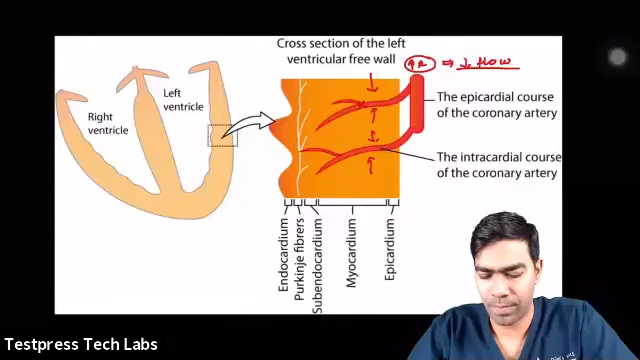 Cross section of the left
ventricular free wall
↑R ⇒ ↓ flow
Left
ventricle
Right
ventricle
The epicardial course
of the coronary artery
The intracardial course
of the coronary artery
Endocardium
Purkinje fibrers
Subendocardium
Myocardium
Epicardium
Testpress Tech Labs